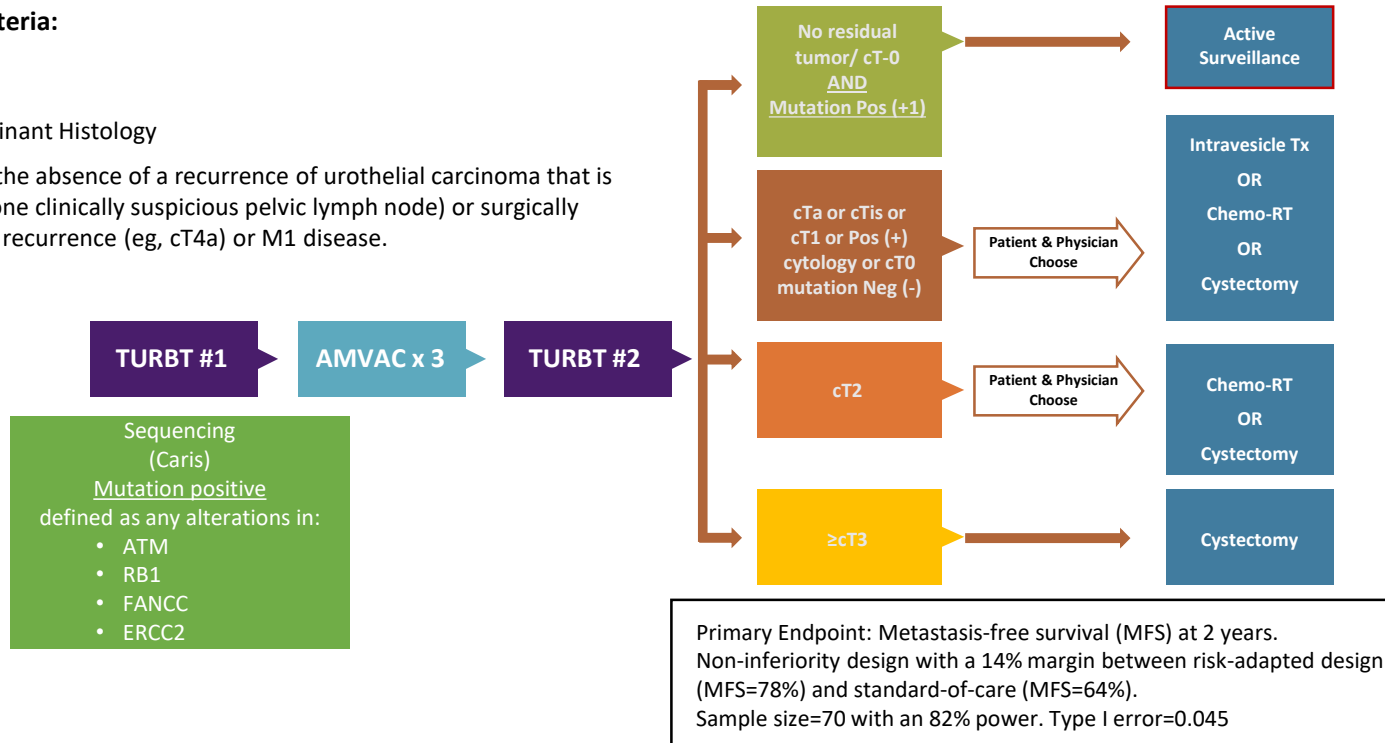 teria:
inant Histology
the absence of a recurrence of urothelial carcinoma that is
one clinically suspicious pelvic lymph node) or surgically
recurrence (eg, cT4a) or M1 disease.
TURBT #1
AMVAC x 3
TURBT #2
Sequencing
(Caris)
Mutation positive
defined as any alterations in:
• ATM
• RB1
• FANCC
• ERCC2
No residual
tumor/ cT-0
AND
Mutation Pos (+1)
Active
Surveillance
cTa or cTis or
cT1 or Pos (+)
cytology or cT0
mutation Neg (-)
Patient & Physician
Choose
Intravesicle Tx
OR
Chemo-RT
OR
Cystectomy
cT2
Patient & Physician
Choose
Chemo-RT
OR
Cystectomy
≥cT3
Cystectomy
Primary Endpoint: Metastasis-free survival (MFS) at 2 years.
Non-inferiority design with a 14% margin between risk-adapted design
(MFS=78%) and standard-of-care (MFS=64%).
Sample size=70 with an 82% power. Type I error=0.045